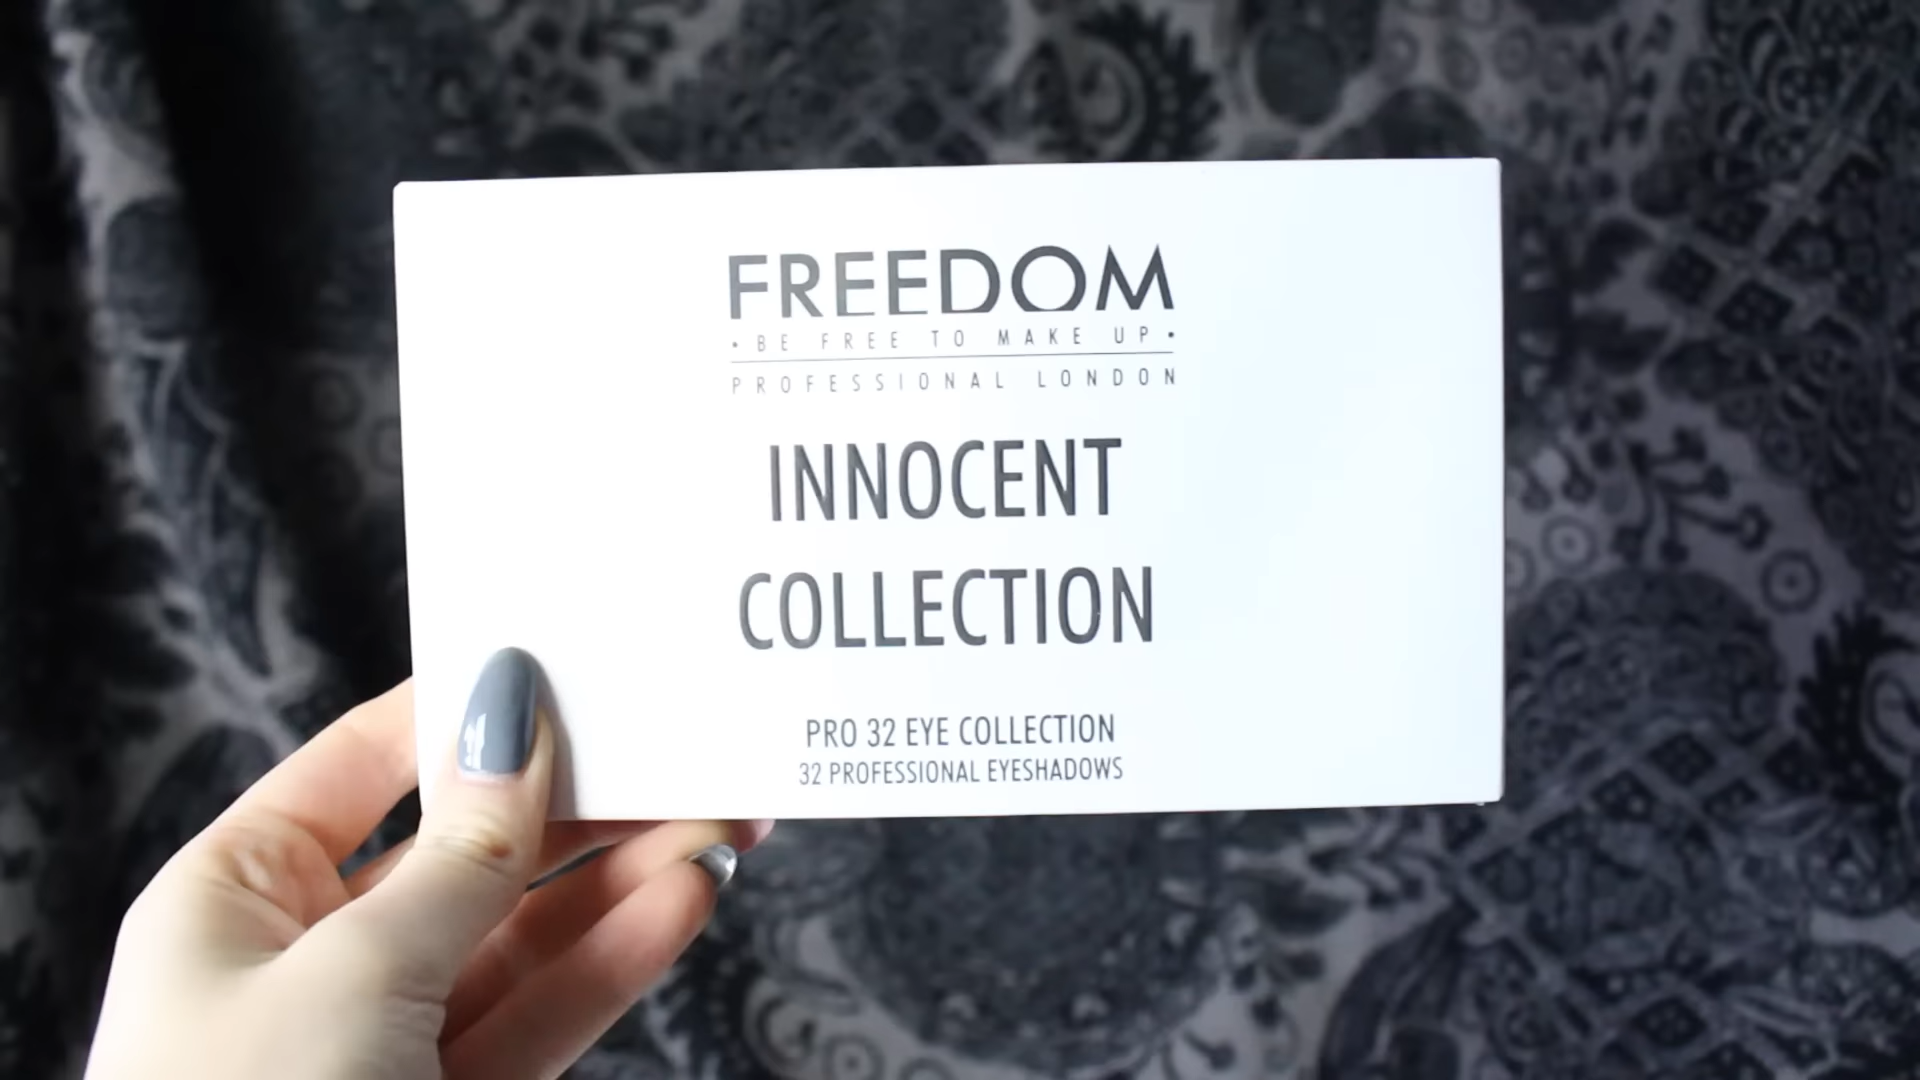 FREEDOM
• BE FREE TO MAKE UP •
PROFESSIONAL LONDON
INNOCENT
COLLECTION
PRO 32 EYE COLLECTION
32 PROFESSIONAL EYESHADOWS